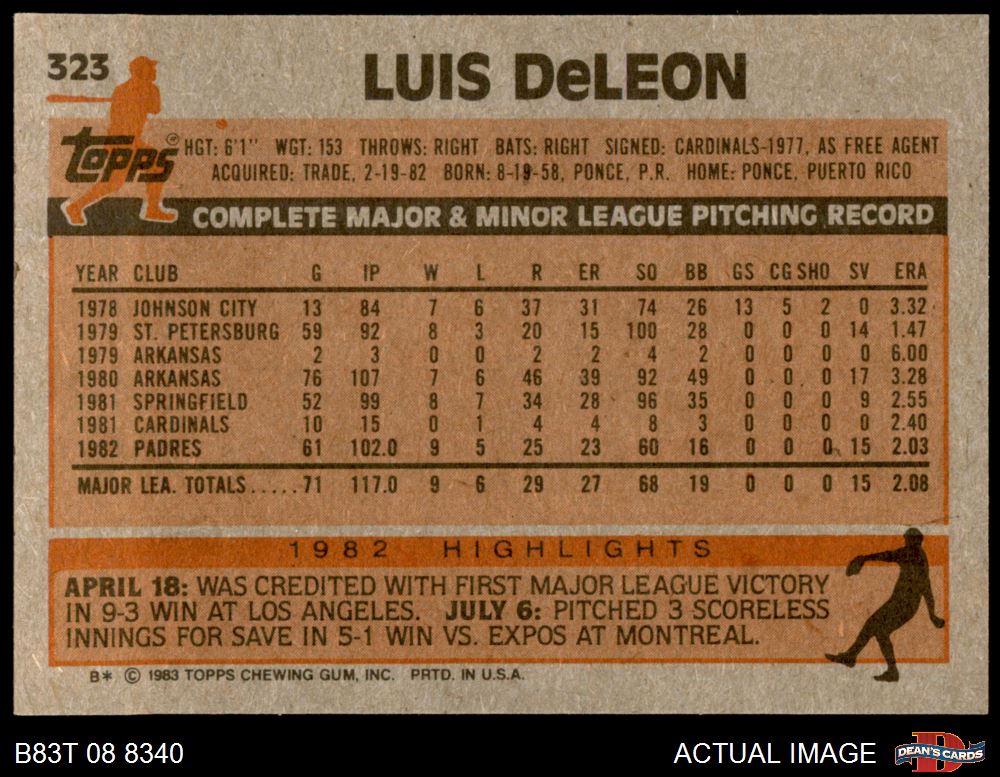 323
LUIS DeLEON
Topps
HGT: 6'1" WGT: 153 THROWS: RIGHT BATS: RIGHT SIGNED: CARDINALS-1977, AS FREE AGENT
ACQUIRED: TRADE, 2-19-82 BORN: 8-19-58, PONCE, P.R. HOME: PONCE, PUERTO RICO
COMPLETE MAJOR & MINOR LEAGUE PITCHING RECORD
YEAR CLUB G IP W L R ER SO BB GS CG SHO SV ERA
1978 JOHNSON CITY 13 84 7 6 37 31 74 26 13 5 2 0 3.32
1979 ST. PETERSBURG 59 92 8 3 20 15 100 28 0 0 0 14 1.47
1979 ARKANSAS 2 3 0 0 2 2 4 2 0 0 0 0 6.00
1980 ARKANSAS 76 107 7 6 46 39 92 49 0 0 0 17 3.28
1981 SPRINGFIELD 52 99 8 7 34 28 96 35 0 0 0 9 2.55
1981 CARDINALS 10 15 0 1 4 4 8 3 0 0 0 0 2.40
1982 PADRES 61 102.0 9 5 25 23 60 16 0 0 0 15 2.03
MAJOR LEA. TOTALS.....71 117.0 9 6 29 27 68 19 0 0 0 15 2.08
1982 HIGHLIGHTS
APRIL 18: WAS CREDITED WITH FIRST MAJOR LEAGUE VICTORY
IN 9-3 WIN AT LOS ANGELES. JULY 6: PITCHED 3 SCORELESS
INNINGS FOR SAVE IN 5-1 WIN VS. EXPOS AT MONTREAL.
B* © 1983 TOPPS CHEWING GUM, INC. PRTD. IN U.S.A.
B83T 08 8340
ACTUAL IMAGE
DEAN'S CARDS